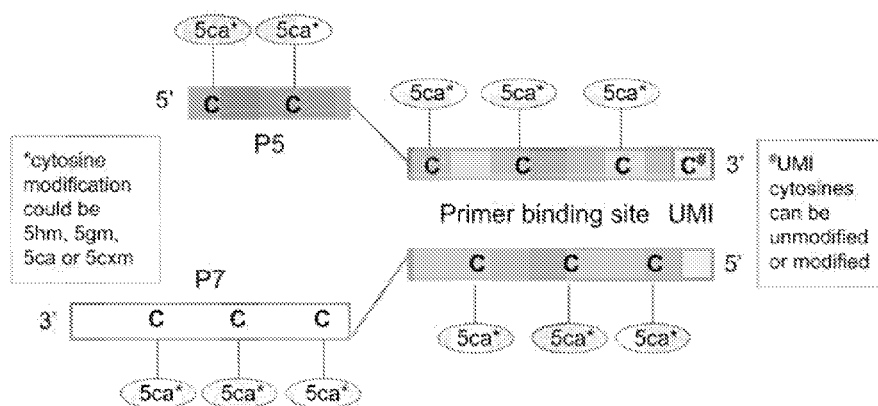 5ca* 5ca*
5' C C
P5
5ca* 5ca* 5ca*
C C C C# 3'
*cytosine
modification
could be
5hm, 5gm,
5ca or 5cxm
Primer binding site UMI
#UMI
cytosines
can be
unmodified
or modified
C C C 5'
5ca* 5ca* 5ca*
P7
3' C C C
5ca* 5ca* 5ca*